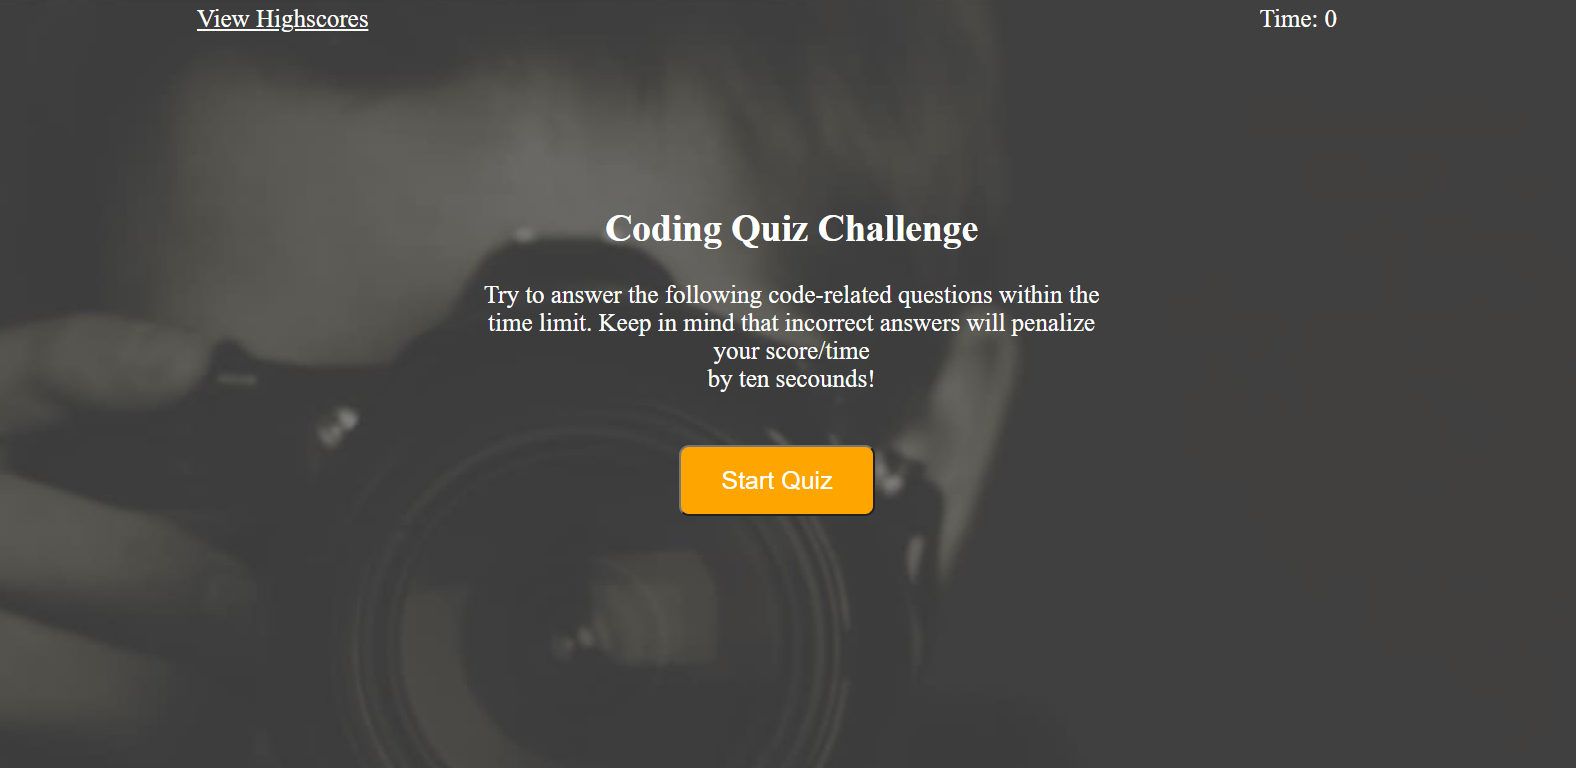 View Highscores
Time: 0
Coding Quiz Challenge
Try to answer the following code-related questions within the
time limit. Keep in mind that incorrect answers will penalize
your score/time
by ten secounds!
Start Quiz